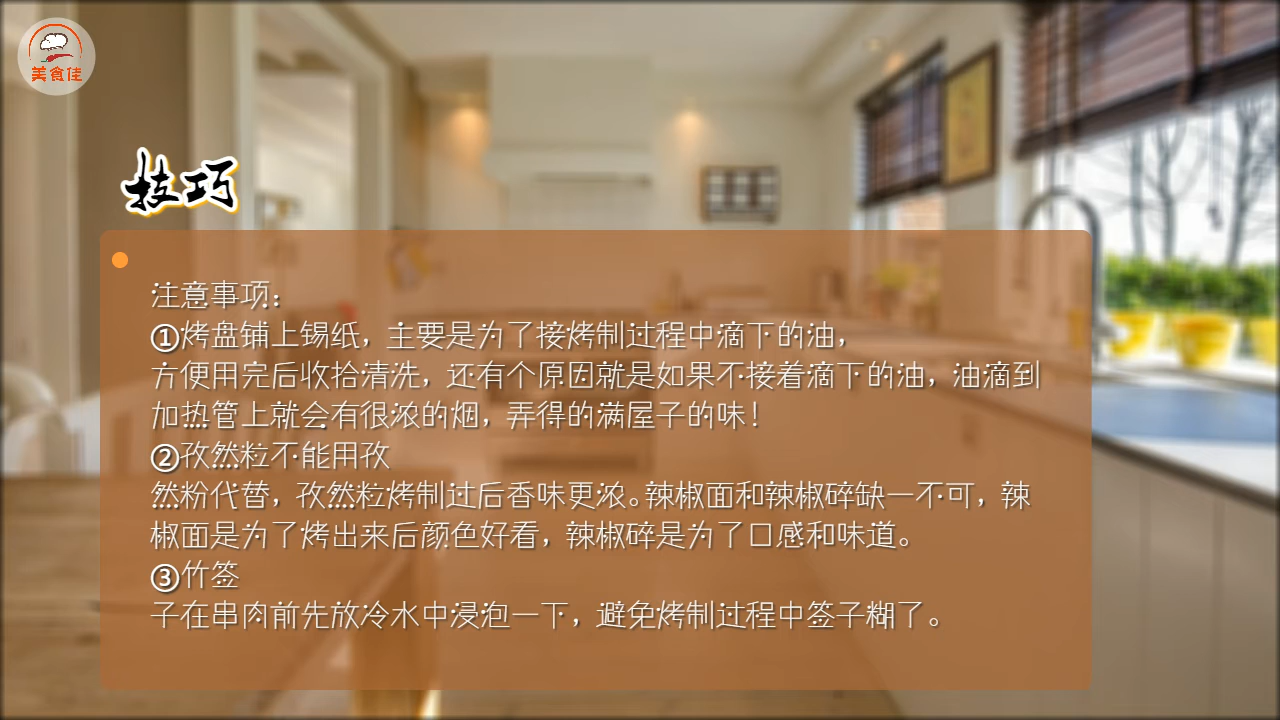 美食佳
技巧
注意事项:
①烤盘铺上锡纸，主要是为了接烤制过程中滴下的油，
方便用完后收拾清洗，还有个原因就是如果不接着滴下的油，油滴到
加热管上就会有很浓的烟，弄得的满屋子的味！
②孜然粒不能用孜
然粉代替，孜然粒烤制过后香味更浓。辣椒面和辣椒碎缺一不可，辣
椒面是为了烤出来后颜色好看，辣椒碎是为了口感和味道。
③竹签
子在串肉前先放冷水中浸泡一下，避免烤制过程中签子糊了。